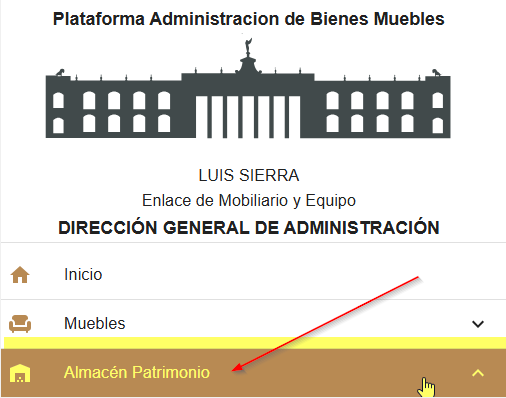 Plataforma Administracion de Bienes Muebles
LUIS SIERRA
Enlace de Mobiliario y Equipo
DIRECCIÓN GENERAL DE ADMINISTRACIÓN
Inicio
Muebles
Almacén Patrimonio